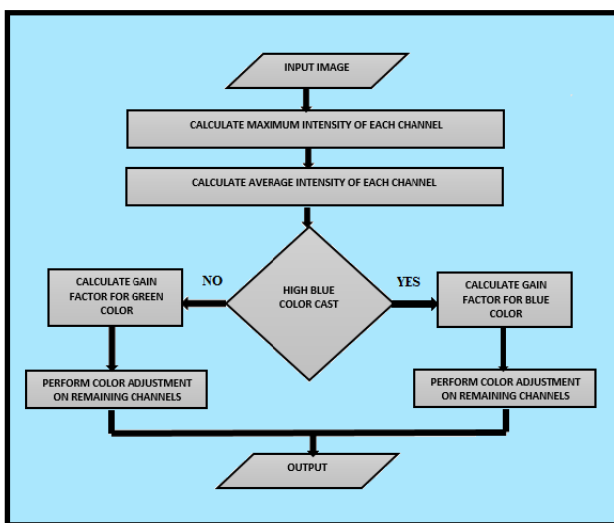 INPUT IMAGE
CALCULATE MAXIMUM INTENSITY OF EACH CHANNEL
CALCULATE AVERAGE INTENSITY OF EACH CHANNEL
HIGH BLUE
COLOR CAST
NO
YES
CALCULATE GAIN
FACTOR FOR GREEN
COLOR
CALCULATE GAIN
FACTOR FOR BLUE
COLOR
PERFORM COLOR ADJUSTMENT
ON REMAINING CHANNELS
PERFORM COLOR ADJUSTMENT
ON REMAINING CHANNELS
OUTPUT